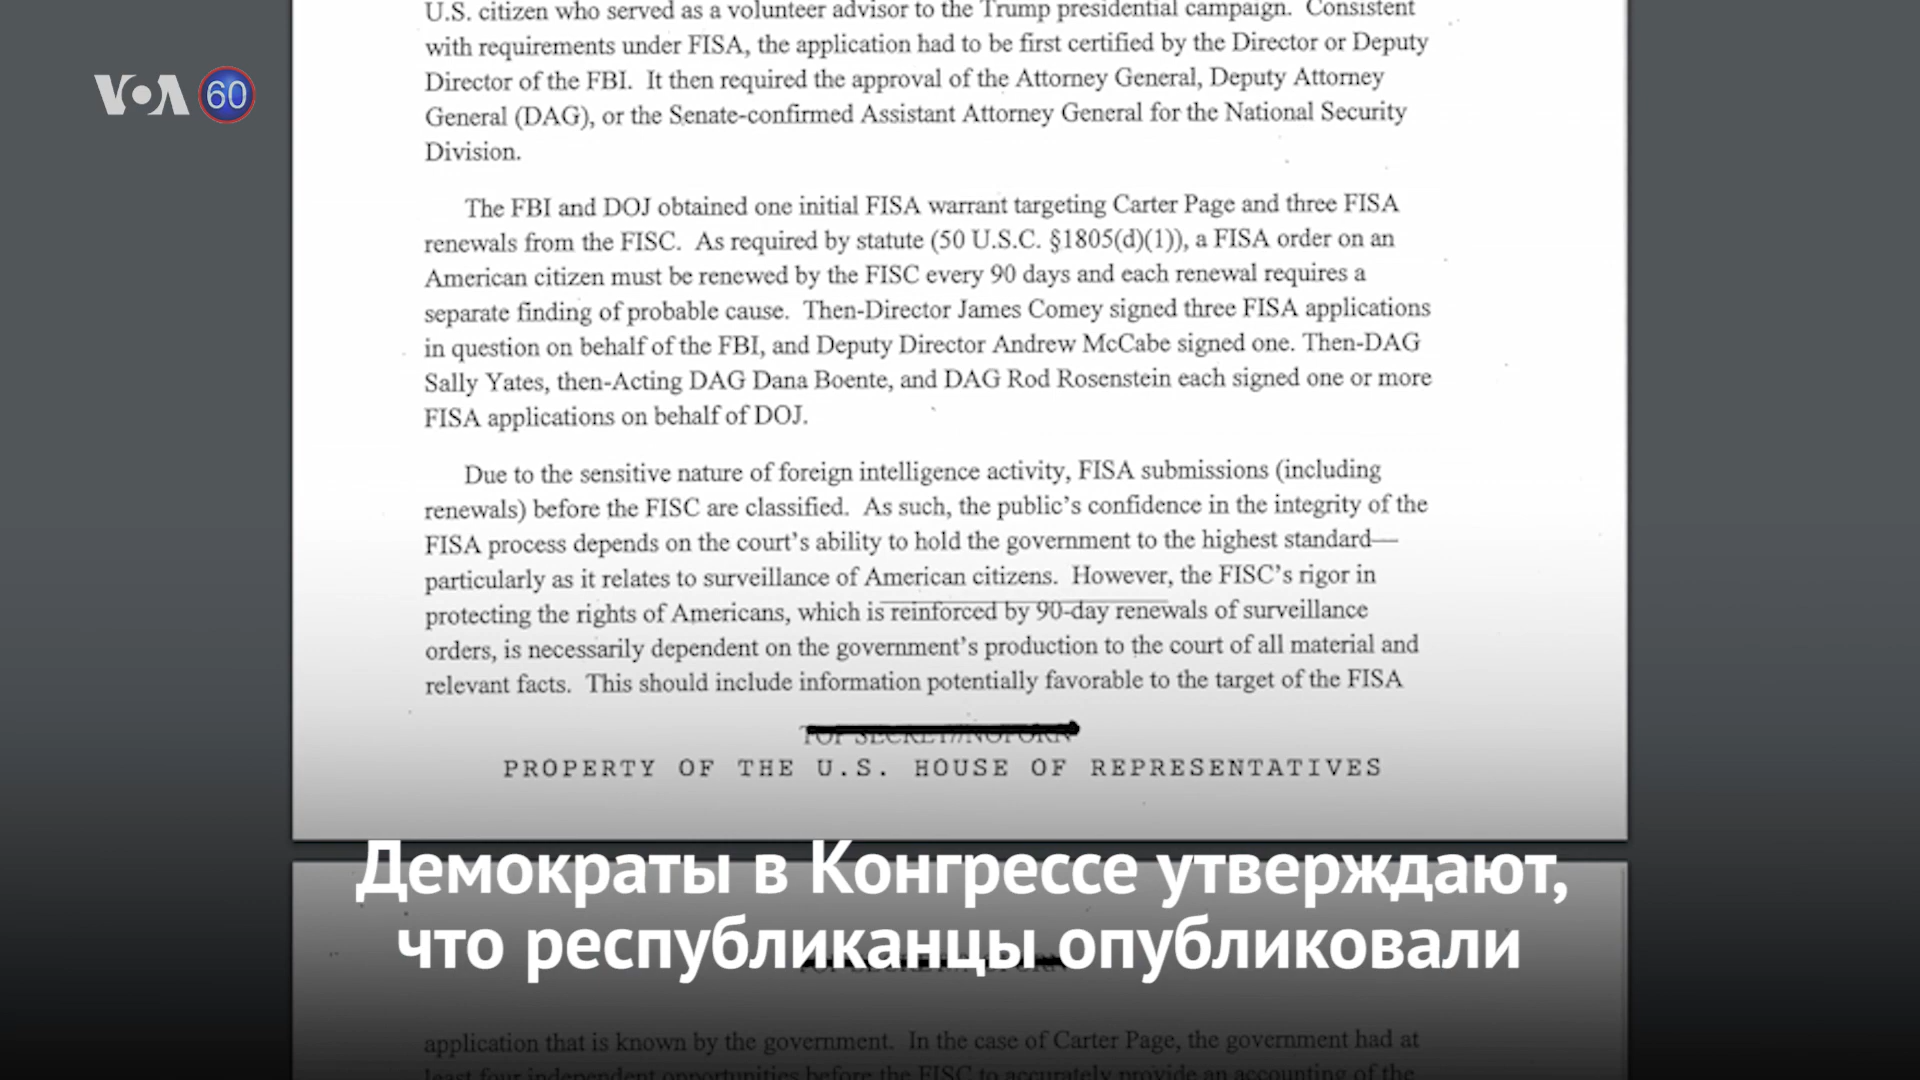 VOA 60
U.S. citizen who served as a volunteer advisor to the Trump presidential campaign. Consistent
with requirements under FISA, the application had to be first certified by the Director or Deputy
Director of the FBI. It then required the approval of the Attorney General, Deputy Attorney
General (DAG), or the Senate-confirmed Assistant Attorney General for the National Security
Division.
The FBI and DOJ obtained one initial FISA warrant targeting Carter Page and three FISA
renewals from the FISC. As required by statute (50 U.S.C. §1805(d)(1)), a FISA order on an
American citizen must be renewed by the FISC every 90 days and each renewal requires a
separate finding of probable cause. Then-Director James Comey signed three FISA applications
in question on behalf of the FBI, and Deputy Director Andrew McCabe signed one. Then-DAG
Sally Yates, then-Acting DAG Dana Boente, and DAG Rod Rosenstein each signed one or more
FISA applications on behalf of DOJ.
Due to the sensitive nature of foreign intelligence activity, FISA submissions (including
renewals) before the FISC are classified. As such, the public's confidence in the integrity of the
FISA process depends on the court's ability to hold the government to the highest standard—
particularly as it relates to surveillance of American citizens. However, the FISC's rigor in
protecting the rights of Americans, which is reinforced by 90-day renewals of surveillance
orders, is necessarily dependent on the government's production to the court of all material and
relevant facts. This should include information potentially favorable to the target of the FISA
TOP SECRET//NOFORN
PROPERTY OF THE U.S. HOUSE OF REPRESENTATIVES
Демократы в Конгрессе утверждают,
что республиканцы опубликовали
application that is known by the government. In the case of Carter Page, the government had at
least four independent opportunities before the FISC to accurately provide an accounting of the